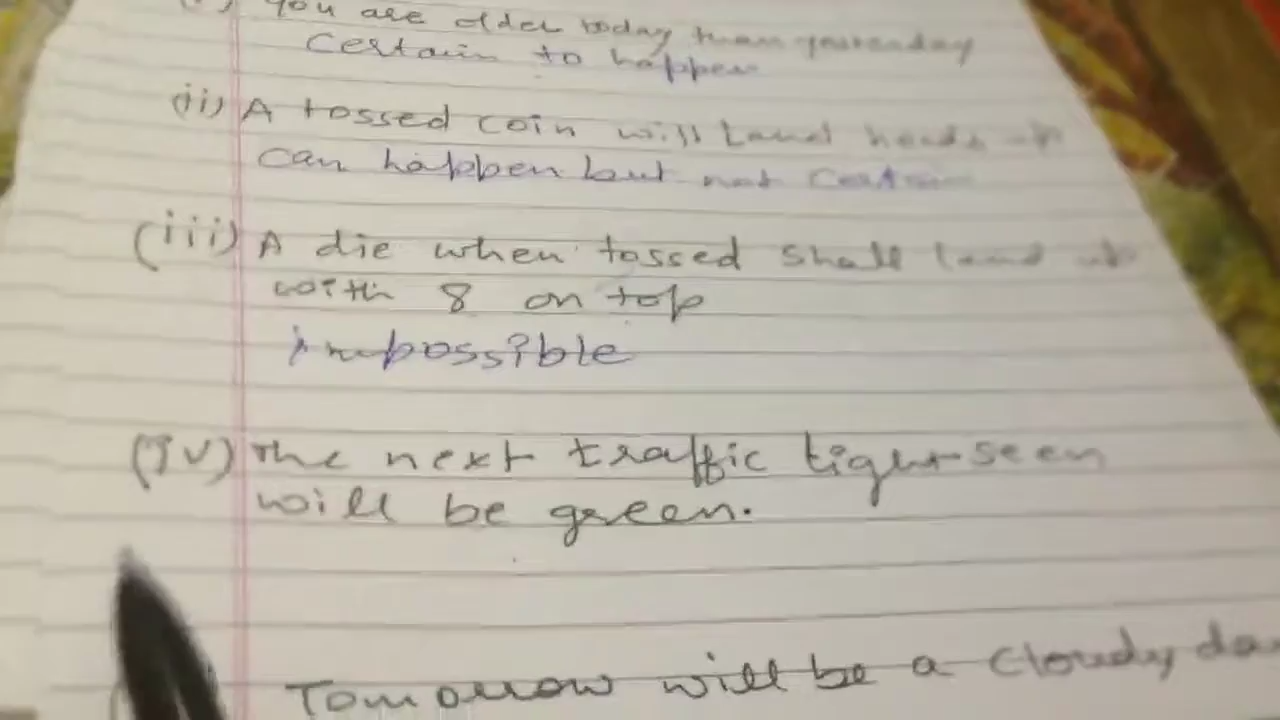 You are older today than yesterday
Certain to happen
(ii) A tossed coin will land heads up
can happen but not certain
(iii) A die when tossed shall land up
with 8 on top
impossible
(iv) The next traffic light seen
will be green.
Tomorrow will be a cloudy